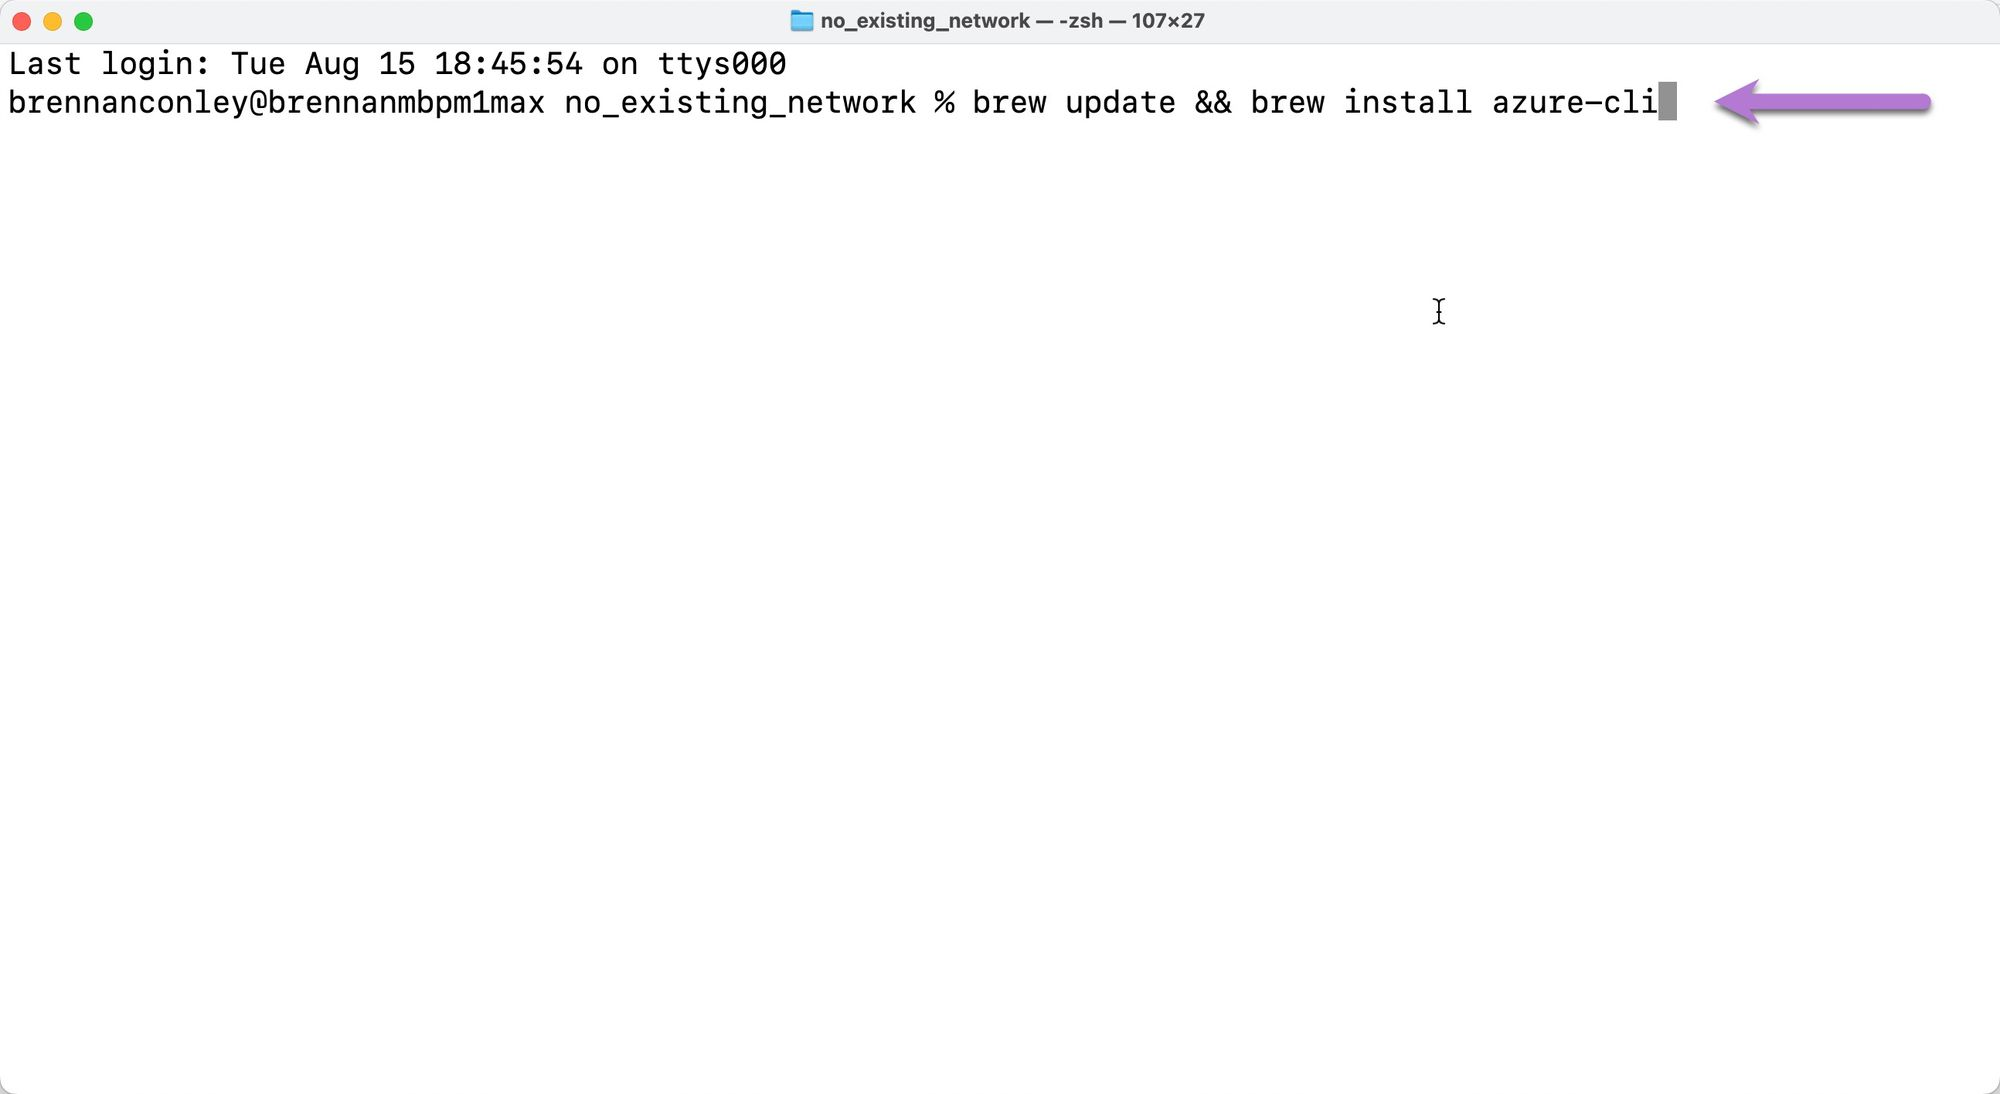 no_existing_network — -zsh — 107×27
Last login: Tue Aug 15 18:45:54 on ttys000
brennanconley@brennanmbpm1max no_existing_network % brew update && brew install azure-cli